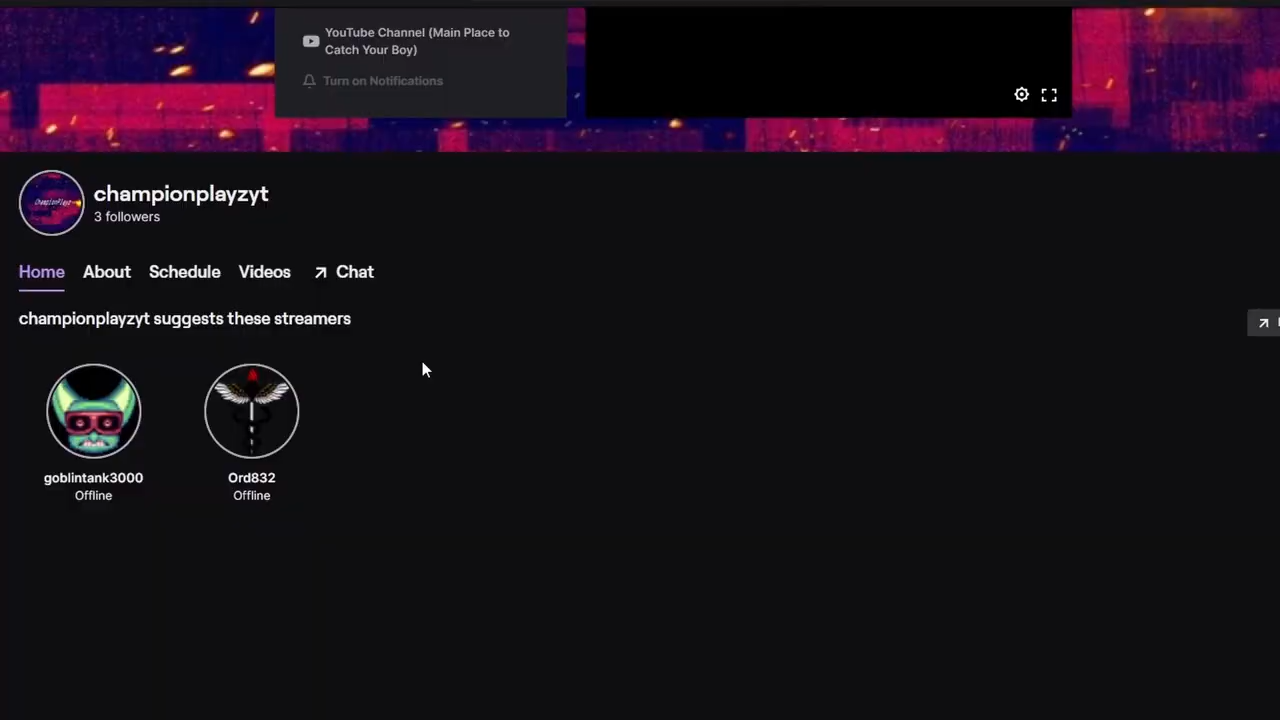 YouTube Channel (Main Place to
Catch Your Boy)
Turn on Notifications
championplayzyt
3 followers
Home About Schedule Videos Chat
championplayzyt suggests these streamers
goblintank3000 Ord832
Offline Offline